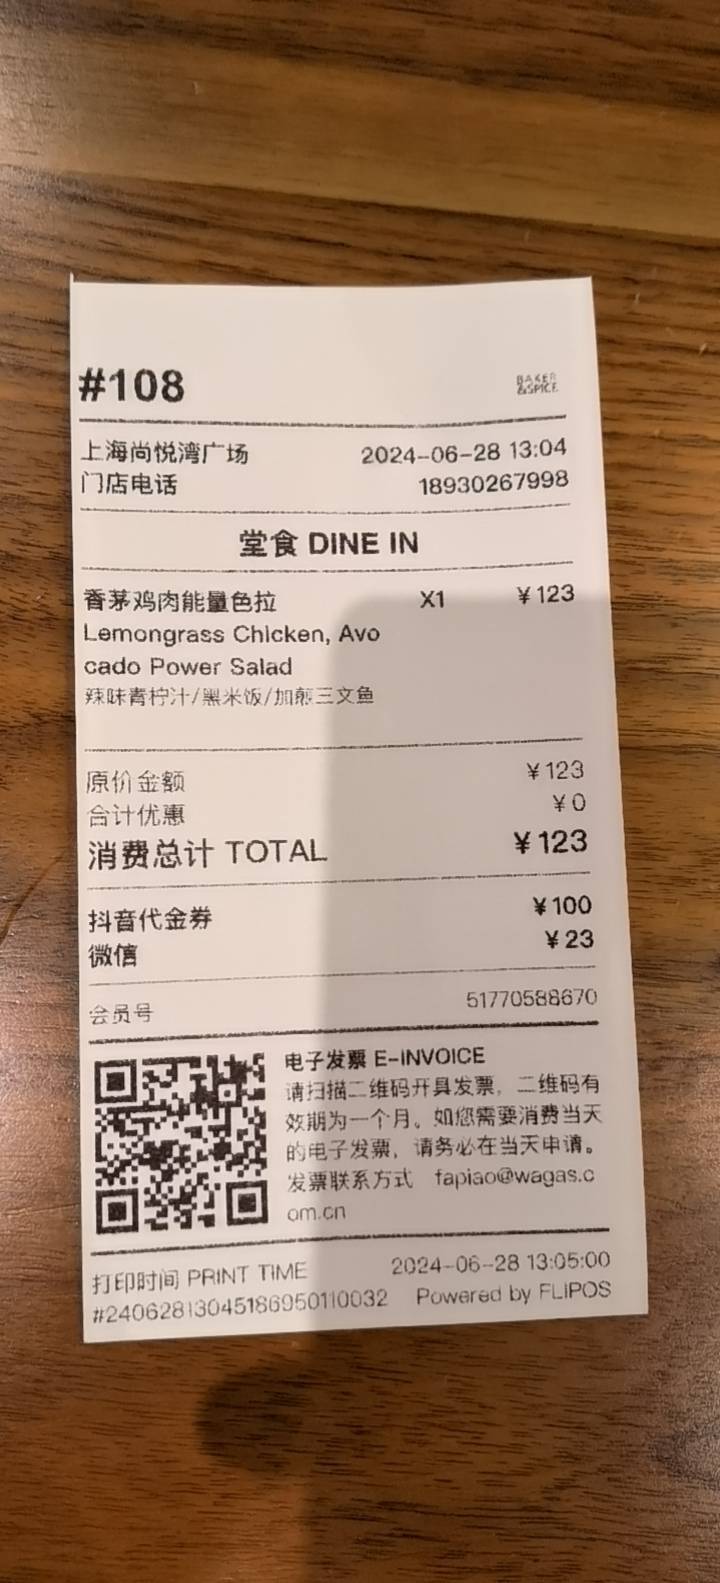 #108
BAKER
&SPICE
上海尚悦湾广场 2024-06-28 13:04
门店电话 18930267998
堂食 DINE IN
香茅鸡肉能量色拉 X1 ¥123
Lemongrass Chicken, Avo
cado Power Salad
辣味青柠汁/黑米饭/加煎三文鱼
原价金额 ¥123
合计优惠 ¥0
消费总计 TOTAL ¥123
抖音代金券 ¥100
微信 ¥23
会员号 51770588670
电子发票 E-INVOICE
请扫描二维码开具发票，二维码有
效期为一个月。如您需要消费当天
的电子发票，请务必在当天申请。
发票联系方式 fapiao@wagas.c
om.cn
打印时间 PRINT TIME 2024-06-28 13:05:00
#24062813045186950110032 Powered by FLIPOS